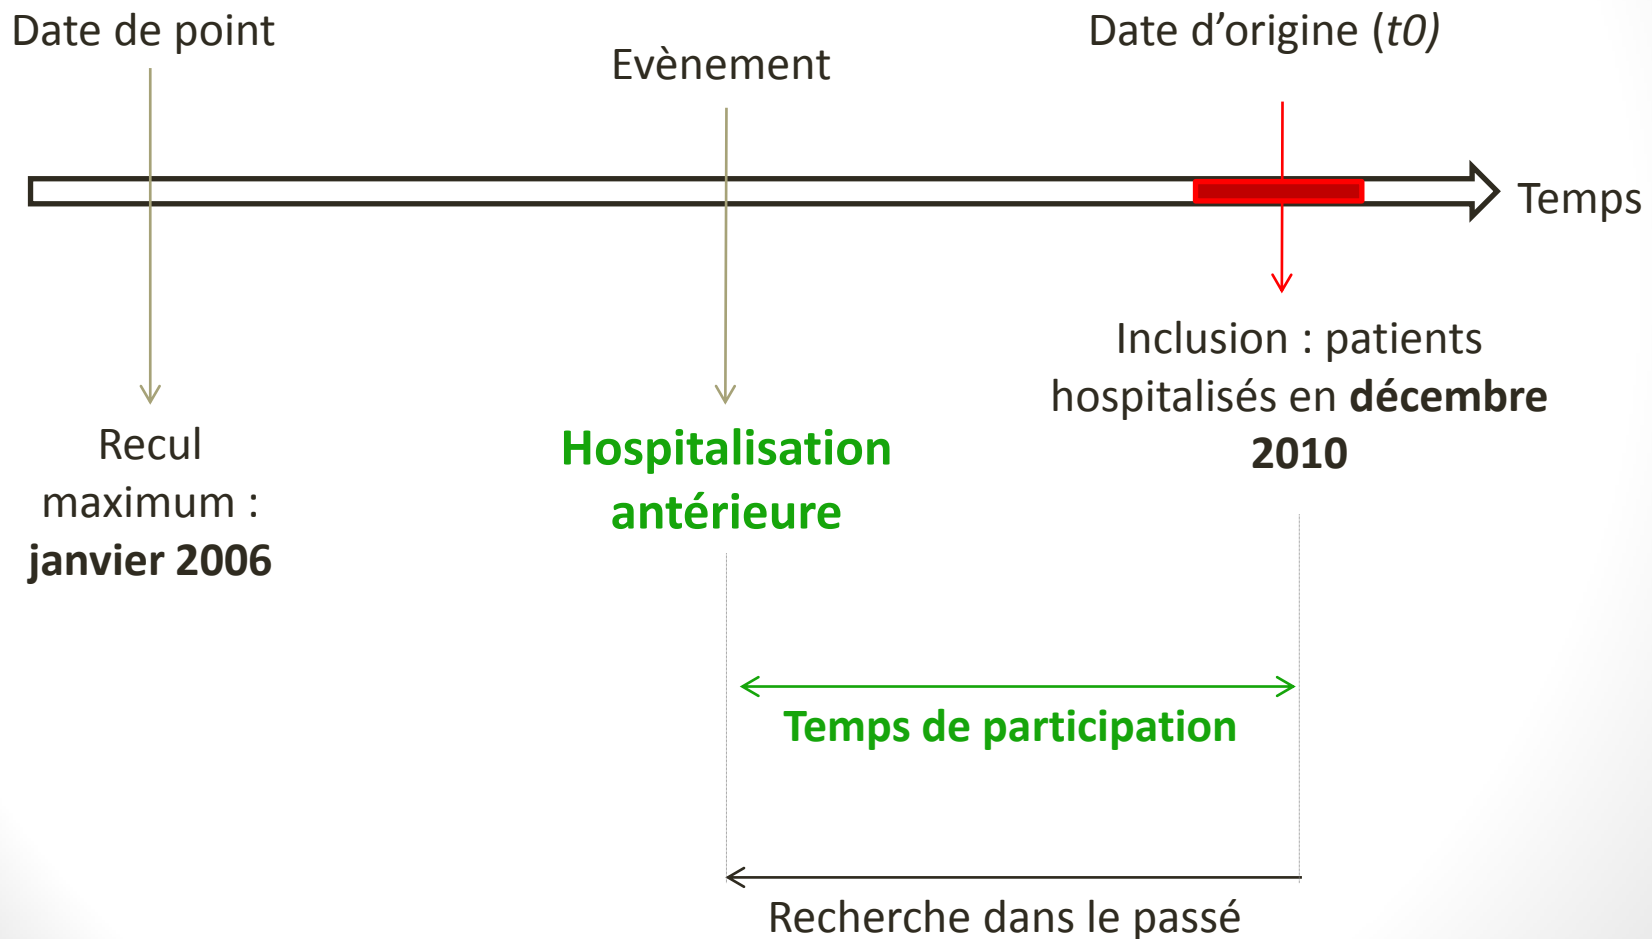 Date de point
Evènement
Date d’origine (t0)
Temps
Recul
maximum :
janvier 2006
Hospitalisation
antérieure
Inclusion : patients
hospitalisés en décembre
2010
Temps de participation
Recherche dans le passé